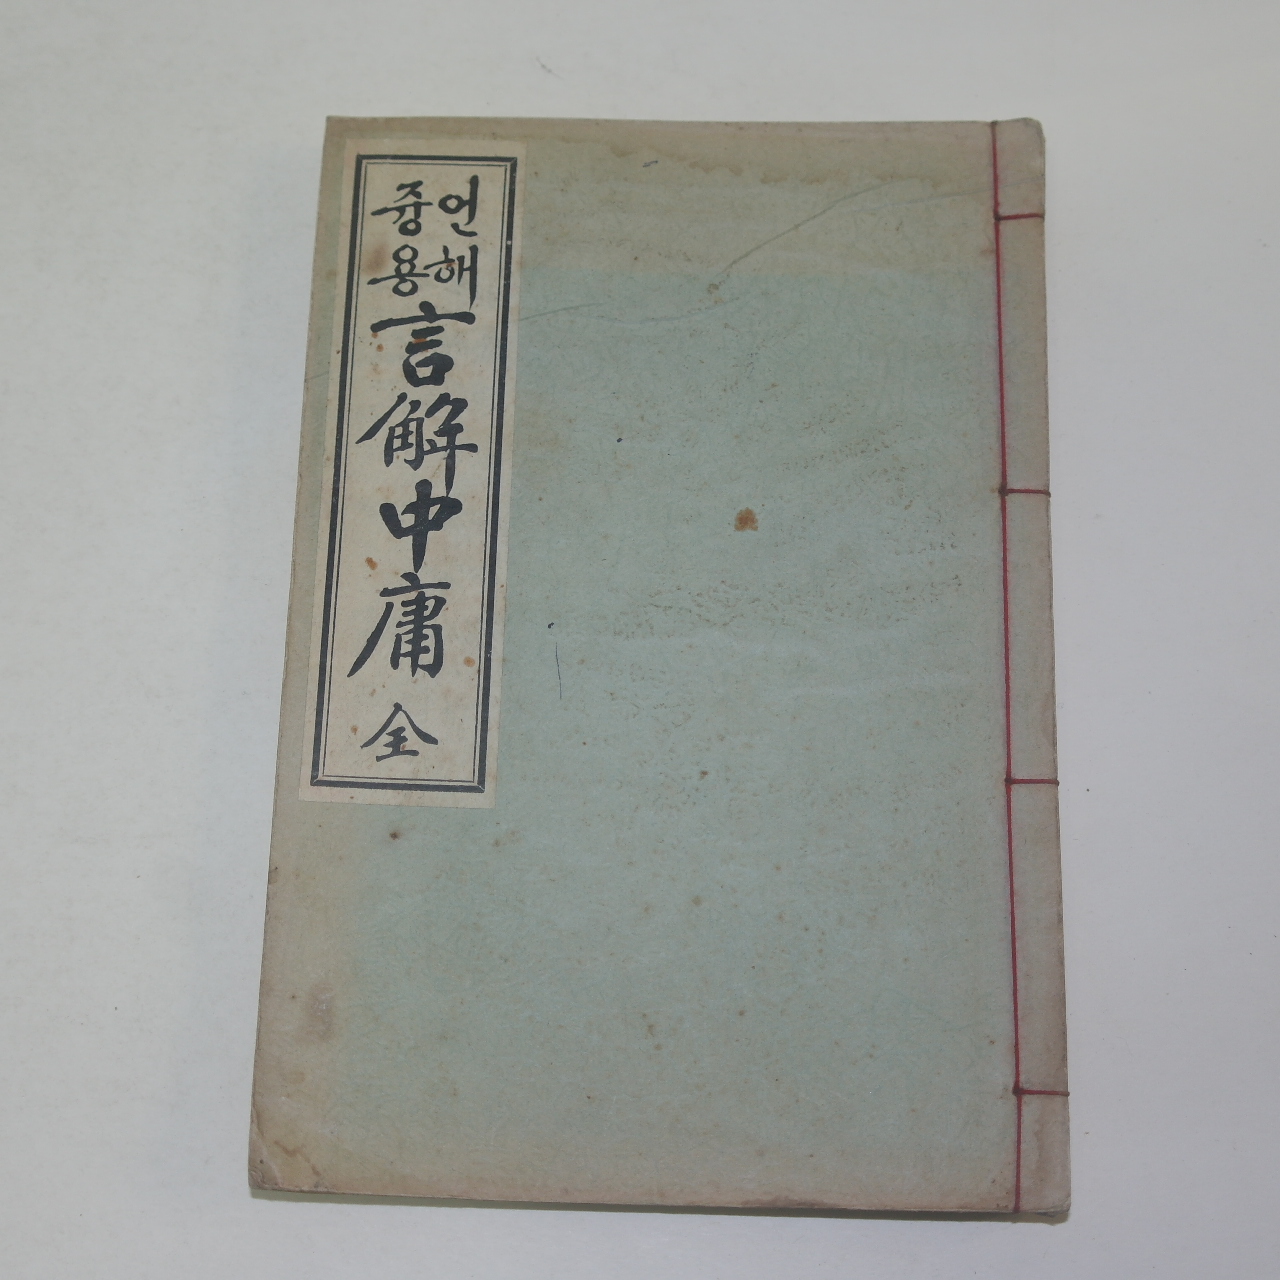 언해
즁용
言解中庸 全